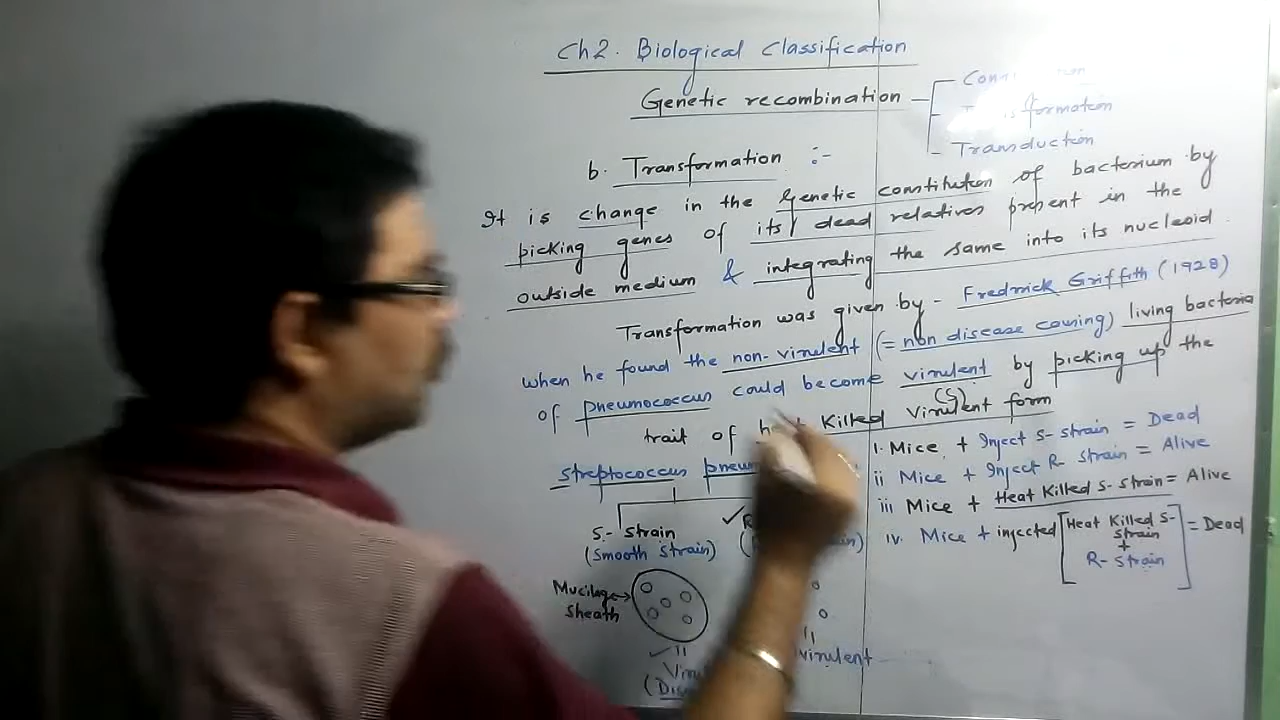 Ch2. Biological Classification
Genetic recombination
Transduction
b. Transformation :-
It is change in the Genetic constitution of bacterium by
picking genes of its dead relatives present in the
outside medium & integrating the same into its nucleoid.
Transformation was given by - Fredrick Griffith (1928)
when he found the non-virulent (= non disease causing) living bacteria
of pneumococcus could become virulent by picking up the
(S)
trait of heat Killed Virulent form
streptococcus
S.- Strain
(Smooth strain)
Mucilage
sheath
i. Mice + Inject S- strain = Dead
ii Mice + Inject R- strain = Alive
iii Mice + Heat Killed S- strain = Alive
iv. Mice + injected [Heat Killed S-
strain
+
R- strain] = Dead